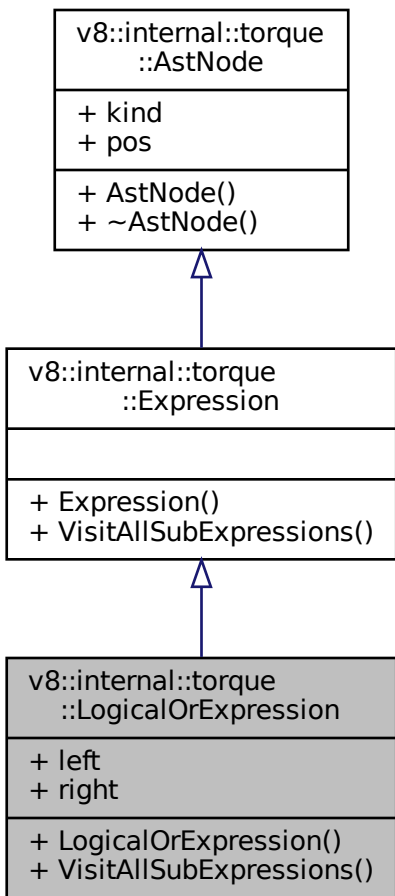 v8::internal::torque
::AstNode
+ kind
+ pos
+ AstNode()
+ ~AstNode()
v8::internal::torque
::Expression
+ Expression()
+ VisitAllSubExpressions()
v8::internal::torque
::LogicalOrExpression
+ left
+ right
+ LogicalOrExpression()
+ VisitAllSubExpressions()